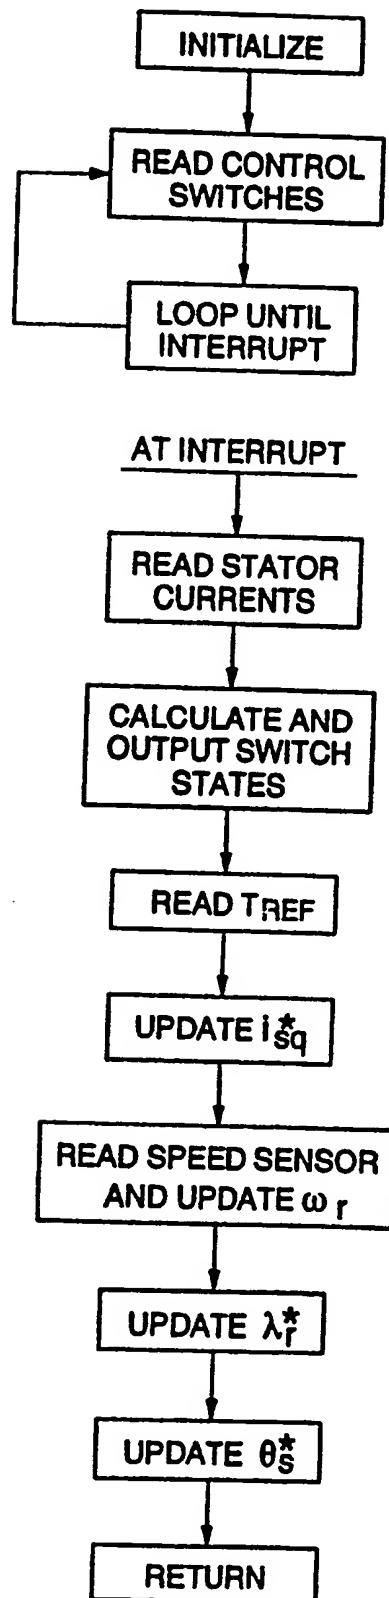 INITIALIZE
READ CONTROL
SWITCHES
LOOP UNTIL
INTERRUPT
AT INTERRUPT
READ STATOR
CURRENTS
CALCULATE AND
OUTPUT SWITCH
STATES
READ TREF
UPDATE i*sq
READ SPEED SENSOR
AND UPDATE ωr
UPDATE λ*r
UPDATE θ*s
RETURN